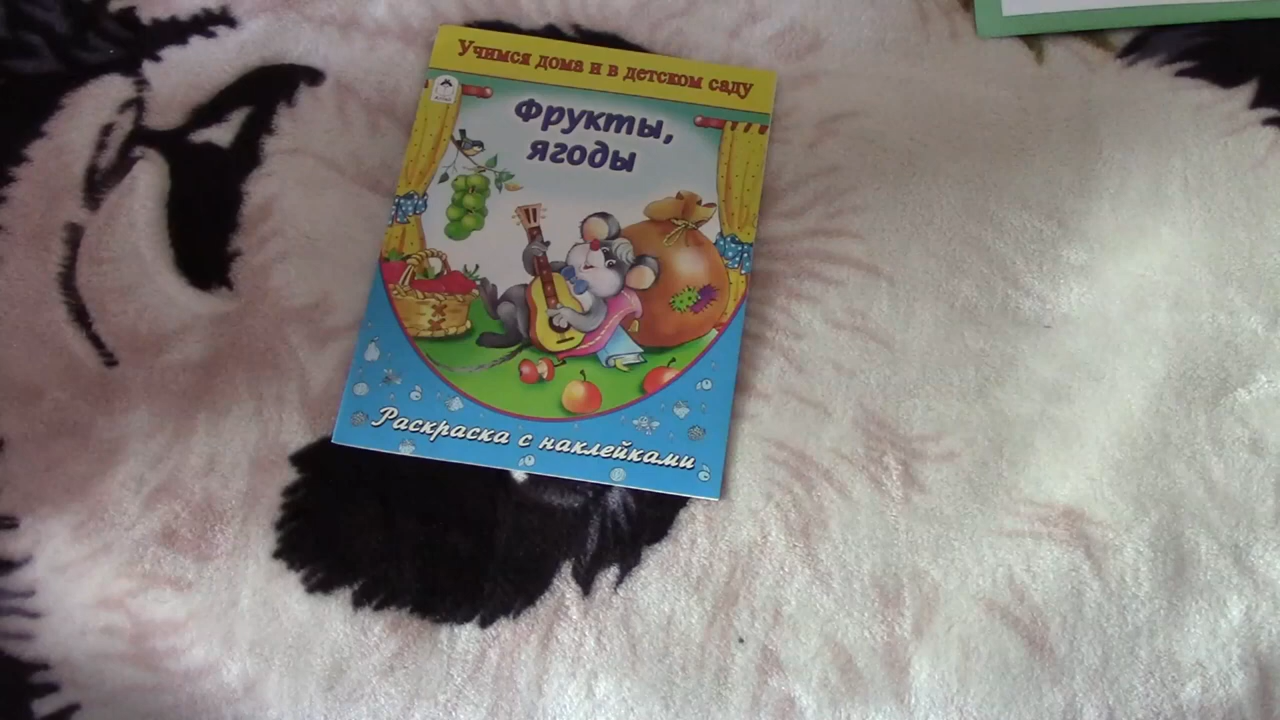 Учимся дома и в детском саду
Фрукты,
ягоды
Раскраска с наклейками